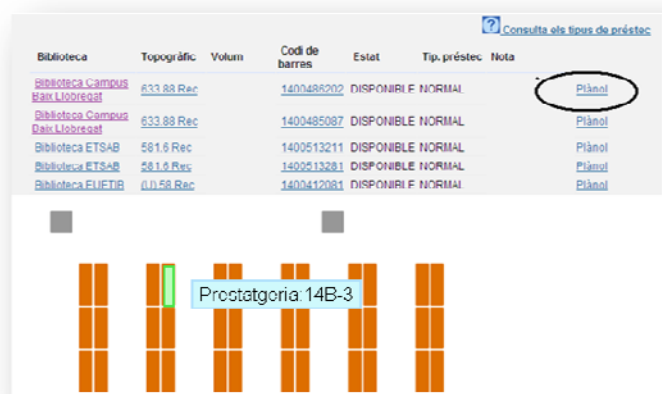 Consulta els tipus de préstec
Biblioteca Topogràfic Volum Codi de barres Estat Tip. préstec Nota
Biblioteca Campus Baix Llobregat 633.88 Rec 1400486202 DISPONIBLE NORMAL Plànol
Biblioteca Campus Baix Llobregat 633.88 Rec 1400485087 DISPONIBLE NORMAL Plànol
Biblioteca ETSAB 581.6 Rec 1400513211 DISPONIBLE NORMAL Plànol
Biblioteca ETSAB 581.6 Rec 1400513281 DISPONIBLE NORMAL Plànol
Biblioteca EUETIB (LI) 58 Rec 1400412081 DISPONIBLE NORMAL Plànol
Prestatgeria:14B-3